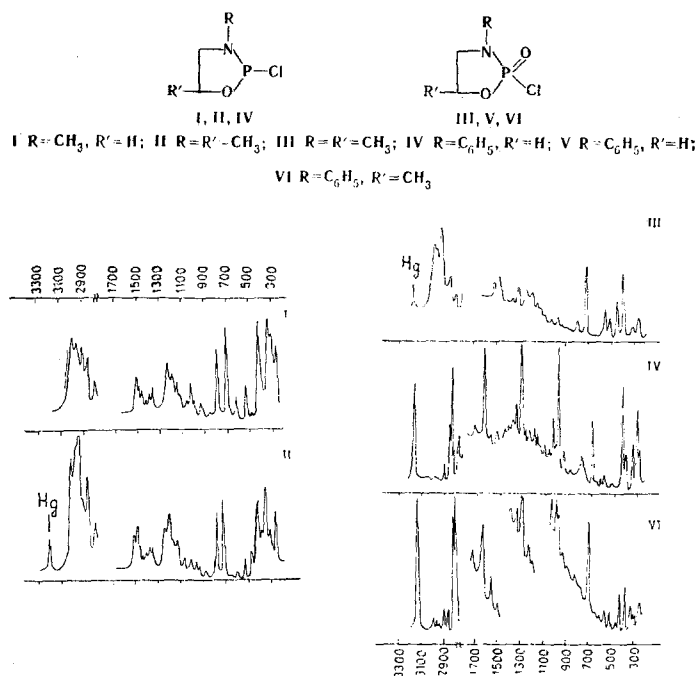 R
N
P
Cl
O
R'
I, II, IV
R
N
O
P
Cl
O
R'
III, V, VI
I R=CH₃, R'=H; II R=R'-CH₃; III R=R'=CH₃; IV R=C₆H₅, R'=H; V R=C₆H₅, R'=H;
VI R=C₆H₅, R'=CH₃
3300 3100 2900 1700 1500 1300 1100 900 700 500 300
I
Hg
II
III
Hg
IV
VI
3300 3100 2900 1700 1500 1300 1100 900 700 500 300